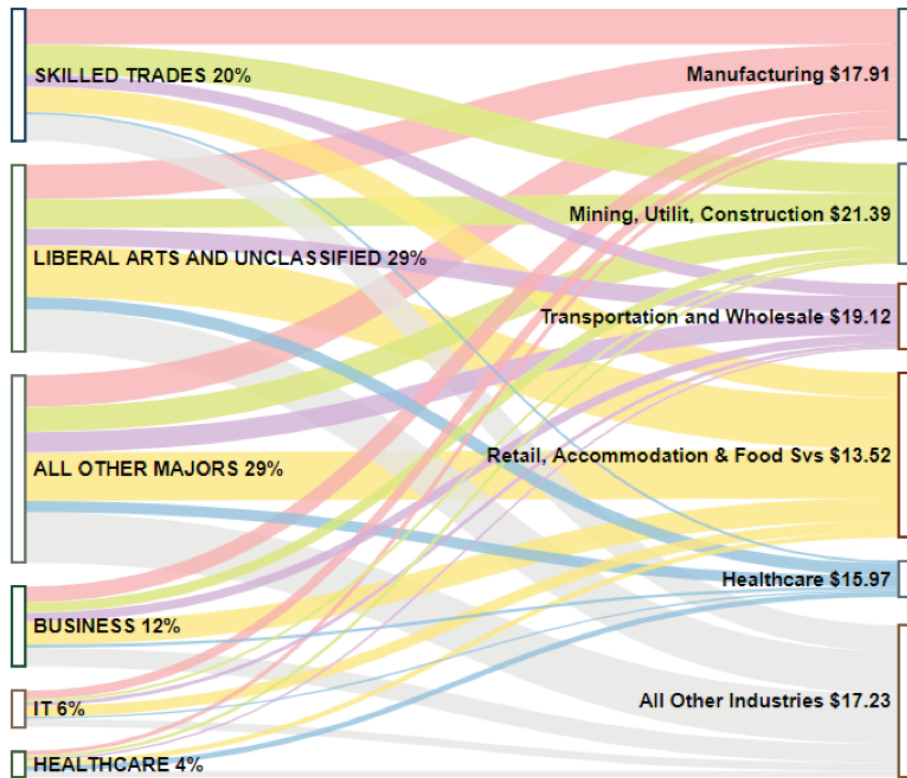 SKILLED TRADES 20%
LIBERAL ARTS AND UNCLASSIFIED 29%
ALL OTHER MAJORS 29%
BUSINESS 12%
IT 6%
HEALTHCARE 4%
Manufacturing $17.91
Mining, Utilit, Construction $21.39
Transportation and Wholesale $19.12
Retail, Accommodation & Food Svs $13.52
Healthcare $15.97
All Other Industries $17.23